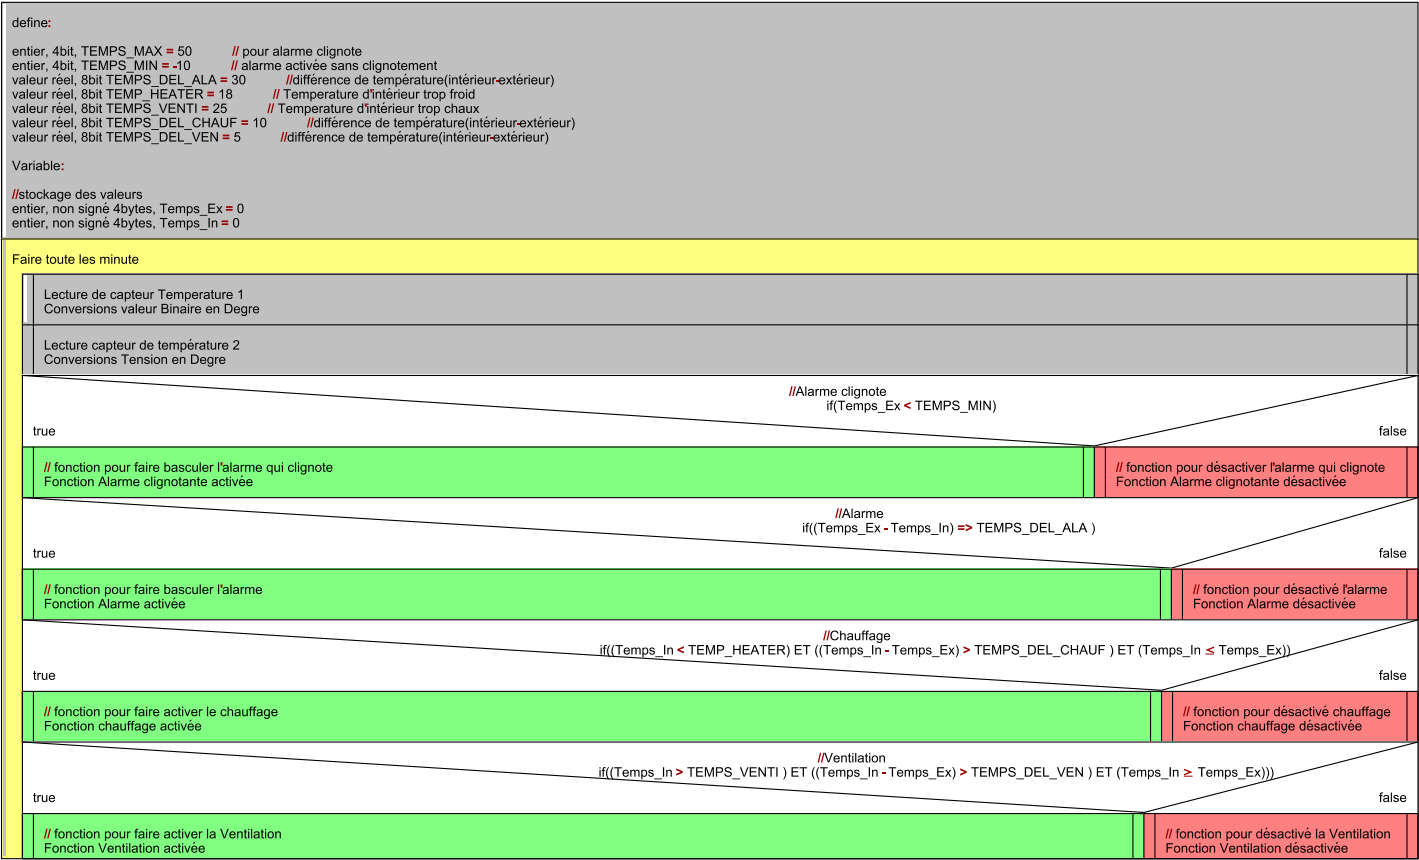 define:
entier, 4bit, TEMPS_MAX = 50 // pour alarme clignote
entier, 4bit, TEMPS_MIN = -10 // alarme activée sans clignotement
valeur réel, 8bit TEMPS_DEL_ALA = 30 //différence de température(intérieur-extérieur)
valeur réel, 8bit TEMP_HEATER = 18 // Temperature d'intérieur trop froid
valeur réel, 8bit TEMPS_VENTI = 25 // Temperature d'intérieur trop chaux
valeur réel, 8bit TEMPS_DEL_CHAUF = 10 //différence de température(intérieur-extérieur)
valeur réel, 8bit TEMPS_DEL_VEN = 5 //différence de température(intérieur-extérieur)
Variable:
//stockage des valeurs
entier, non signé 4bytes, Temps_Ex = 0
entier, non signé 4bytes, Temps_In = 0
Faire toute les minute
Lecture de capteur Temperature 1
Conversions valeur Binaire en Degre
Lecture capteur de température 2
Conversions Tension en Degre
//Alarme clignote
if(Temps_Ex < TEMPS_MIN)
true false
// fonction pour faire basculer l'alarme qui clignote
Fonction Alarme clignotante activée
// fonction pour désactiver l'alarme qui clignote
Fonction Alarme clignotante désactivée
//Alarme
if((Temps_Ex - Temps_In) => TEMPS_DEL_ALA )
true false
// fonction pour faire basculer l'alarme
Fonction Alarme activée
// fonction pour désactivé l'alarme
Fonction Alarme désactivée
//Chauffage
if((Temps_In < TEMP_HEATER) ET ((Temps_In - Temps_Ex) > TEMPS_DEL_CHAUF ) ET (Temps_In ≤ Temps_Ex))
true false
// fonction pour faire activer le chauffage
Fonction chauffage activée
// fonction pour désactivé chauffage
Fonction chauffage désactivée
//Ventilation
if((Temps_In > TEMPS_VENTI ) ET ((Temps_In - Temps_Ex) > TEMPS_DEL_VEN ) ET (Temps_In ≥ Temps_Ex)))
true false
// fonction pour faire activer la Ventilation
Fonction Ventilation activée
// fonction pour désactivé la Ventilation
Fonction Ventilation désactivée